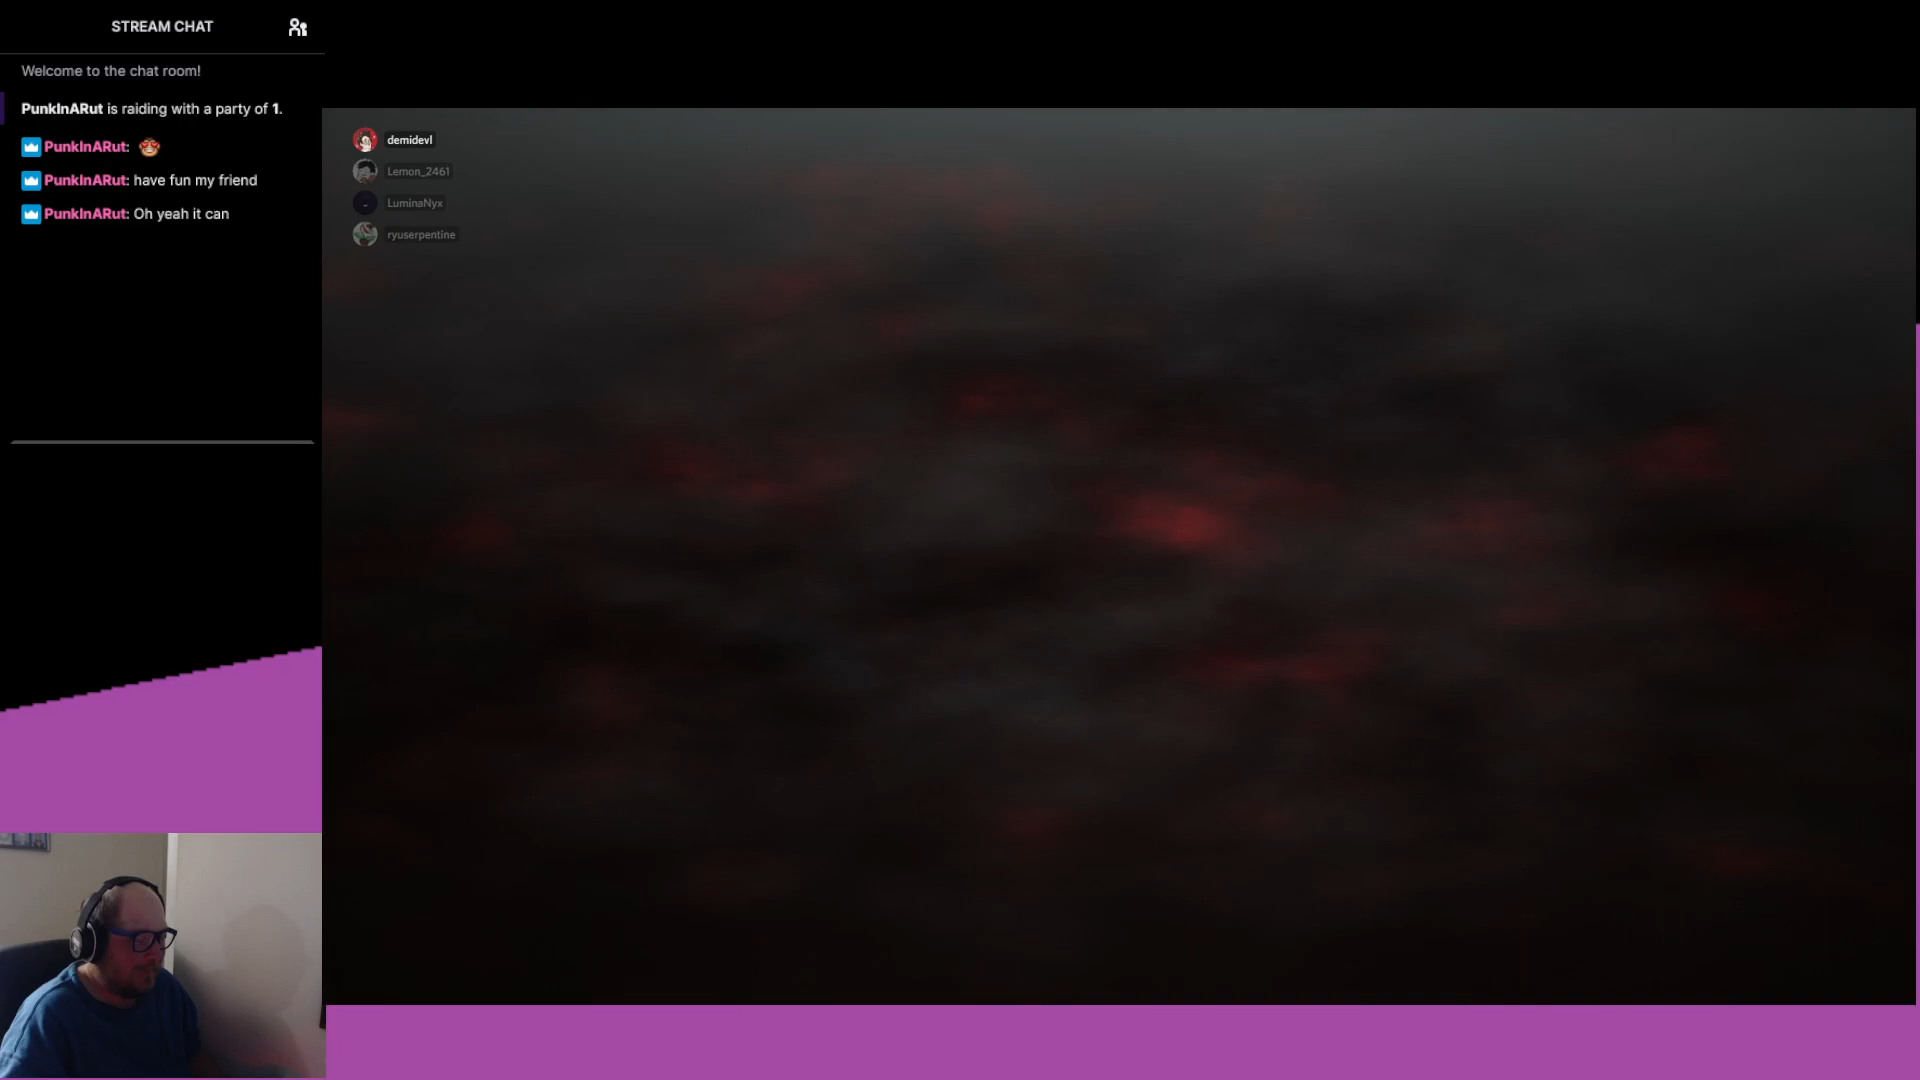 STREAM CHAT
Welcome to the chat room!
PunkInARut is raiding with a party of 1.
PunkInARut:
PunkInARut: have fun my friend
PunkInARut: Oh yeah it can
demidevl
Lemon_2461
LuminaNyx
ryuserpentine